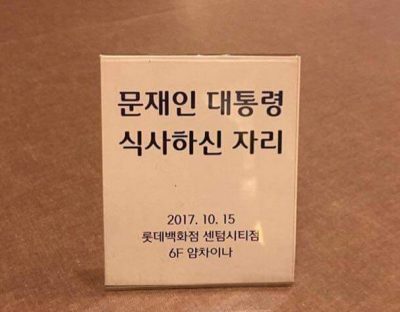 문재인 대통령
식사하신 자리
2017. 10. 15
롯데백화점 센텀시티점
6F 얌차이나